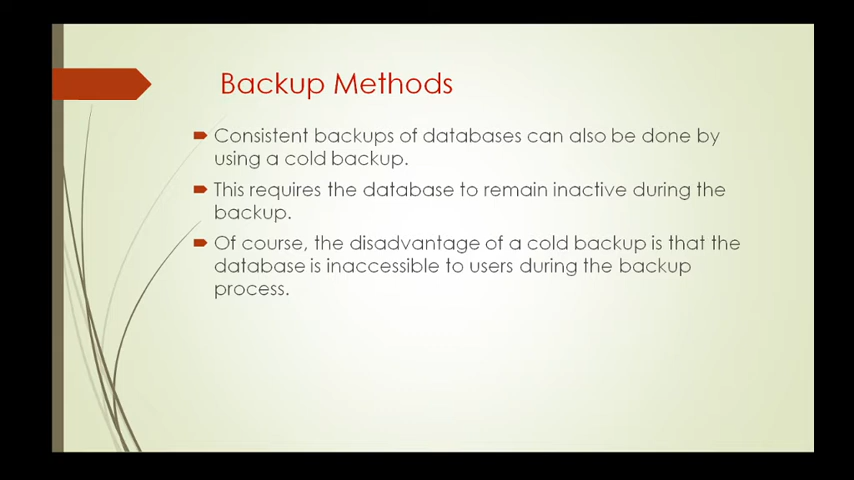 Backup Methods
Consistent backups of databases can also be done by
using a cold backup.
This requires the database to remain inactive during the
backup.
Of course, the disadvantage of a cold backup is that the
database is inaccessible to users during the backup
process.